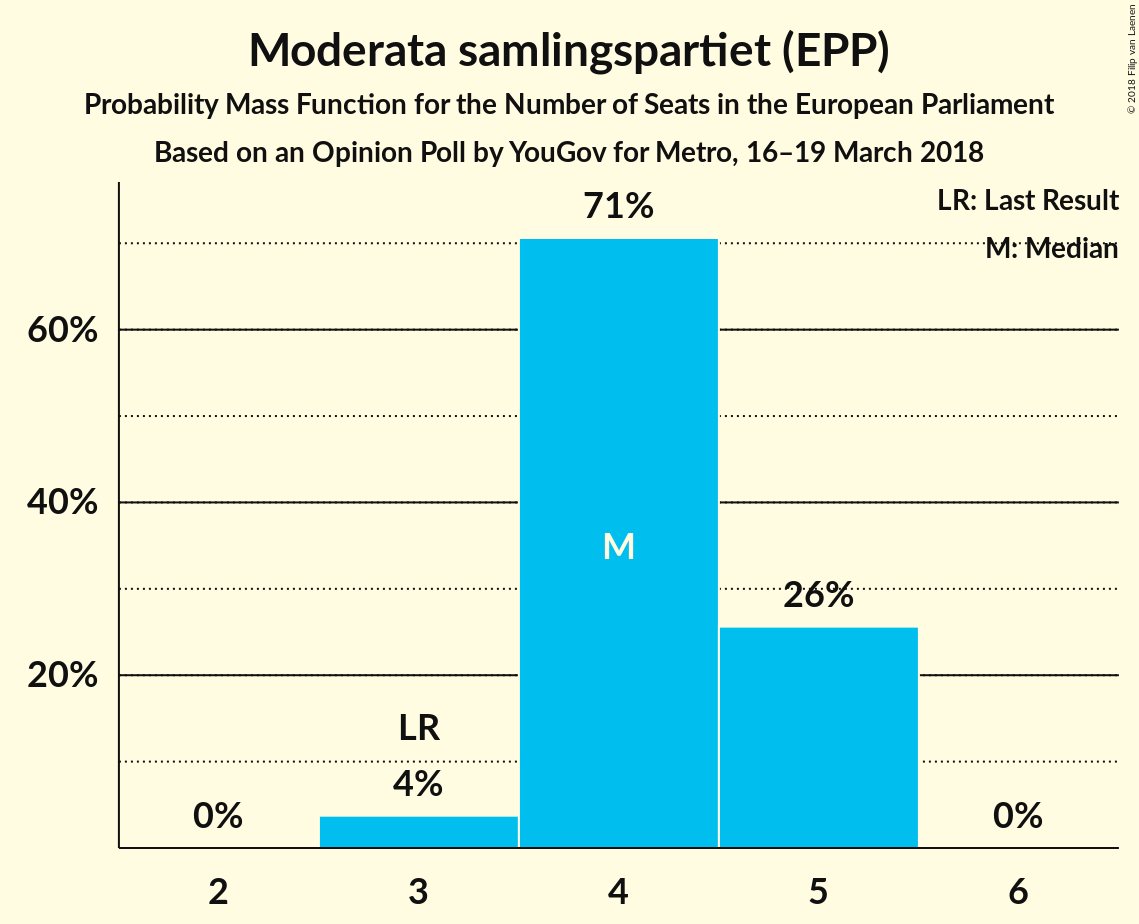 Moderata samlingspartiet (EPP)
Probability Mass Function for the Number of Seats in the European Parliament
Based on an Opinion Poll by YouGov for Metro, 16–19 March 2018
© 2018 Filip van Laenen
LR: Last Result
M: Median
71%
60%
40%
M
26%
20%
LR
4%
0%
0%
2 3 4 5 6